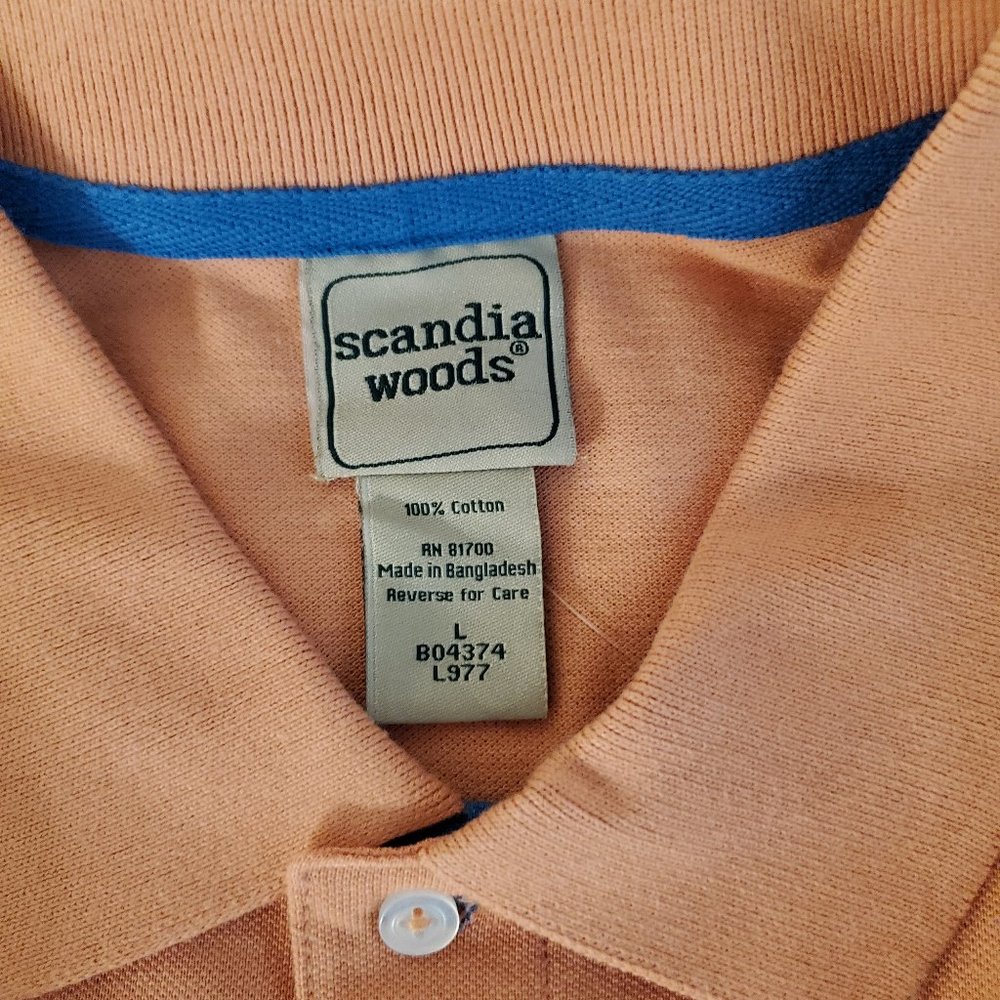 scandia
woods®
100% Cotton
RN 81700
Made in Bangladesh
Reverse for Care
L
B04374
L977